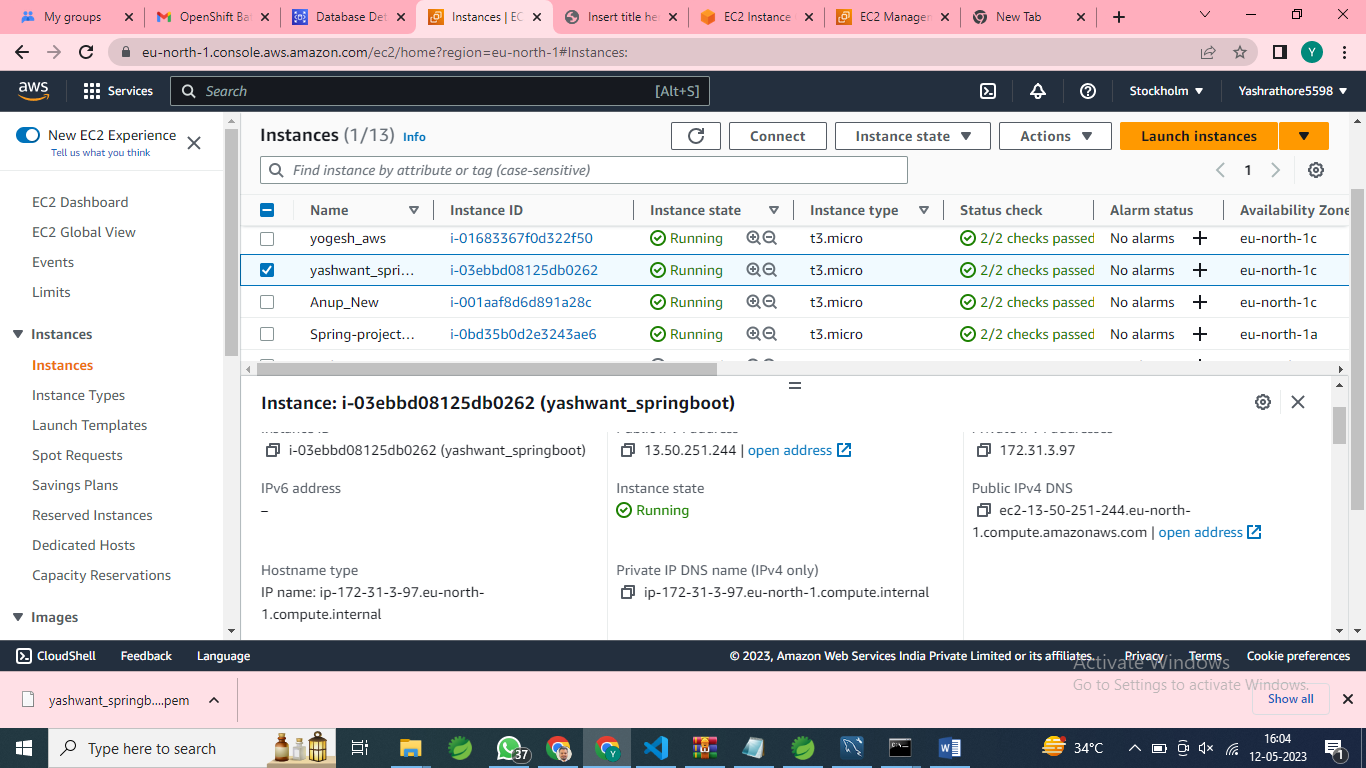 My groups
OpenShift Ba
Database Det
Instances | EC
Insert title he
EC2 Instance
EC2 Managem
New Tab
eu-north-1.console.aws.amazon.com/ec2/home?region=eu-north-1#Instances:
Y
aws
Services
Search
[Alt+S]
Stockholm
Yashrathore5598
New EC2 Experience
Tell us what you think
EC2 Dashboard
EC2 Global View
Events
Limits
Instances
Instances
Instance Types
Launch Templates
Spot Requests
Savings Plans
Reserved Instances
Dedicated Hosts
Capacity Reservations
Images
Instances (1/13) Info
Connect
Instance state
Actions
Launch instances
Find instance by attribute or tag (case-sensitive)
1
Name Instance ID Instance state Instance type Status check Alarm status Availability Zone
yogesh_aws i-01683367f0d322f50 Running t3.micro 2/2 checks passed No alarms + eu-north-1c
yashwant_spri... i-03ebbd08125db0262 Running t3.micro 2/2 checks passed No alarms + eu-north-1c
Anup_New i-001aaf8d6d891a28c Running t3.micro 2/2 checks passed No alarms + eu-north-1c
Spring-project... i-0bd35b0d2e3243ae6 Running t3.micro 2/2 checks passed No alarms + eu-north-1a
Instance: i-03ebbd08125db0262 (yashwant_springboot)
i-03ebbd08125db0262 (yashwant_springboot)
13.50.251.244 | open address
172.31.3.97
IPv6 address
–
Instance state
Running
Public IPv4 DNS
ec2-13-50-251-244.eu-north-
1.compute.amazonaws.com | open address
Hostname type
IP name: ip-172-31-3-97.eu-north-
1.compute.internal
Private IP DNS name (IPv4 only)
ip-172-31-3-97.eu-north-1.compute.internal
CloudShell
Feedback
Language
© 2023, Amazon Web Services India Private Limited or its affiliates.
Privacy
Terms
Cookie preferences
Activate Windows
Go to Settings to activate Windows.
yashwant_springb....pem
Show all
Type here to search
37
34°C
16:04
12-05-2023
1